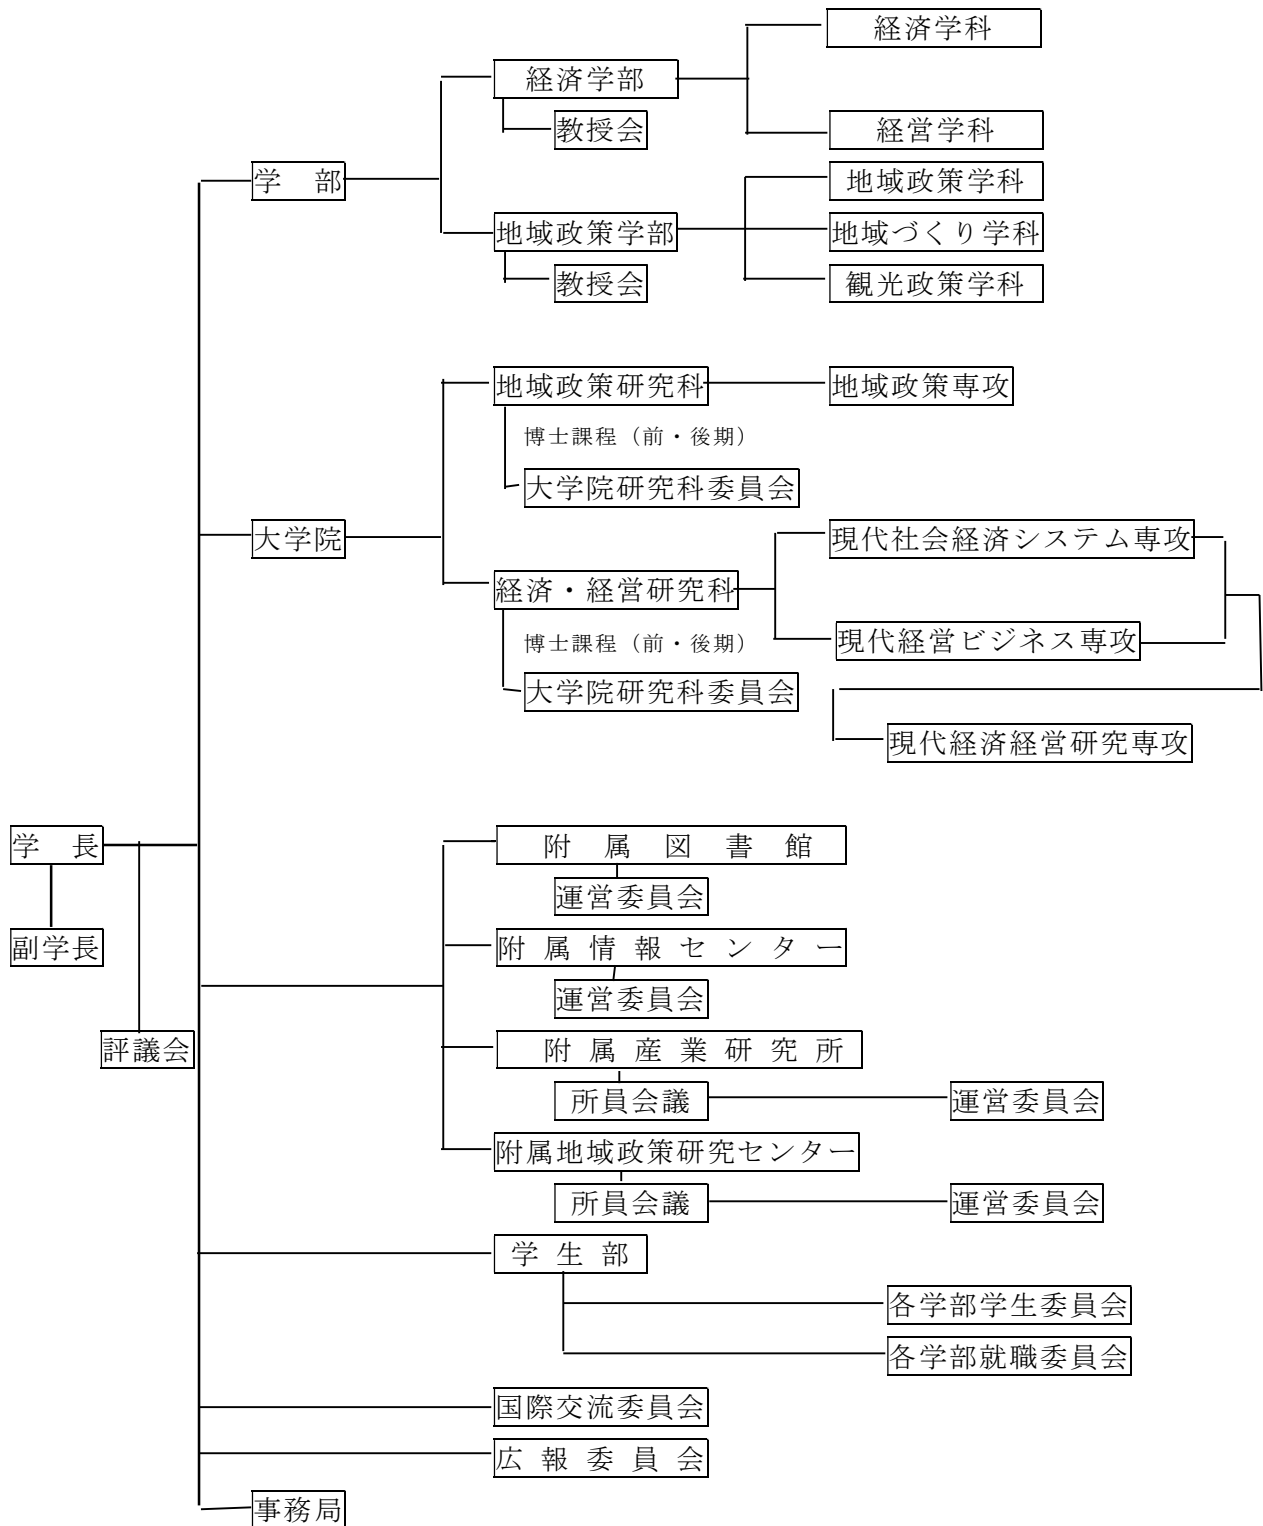 経済学科
経済学部
教授会
経営学科
学　部
地域政策学科
地域政策学部
地域づくり学科
教授会
観光政策学科
地域政策研究科
地域政策専攻
博士課程（前・後期）
大学院研究科委員会
大学院
現代社会経済システム専攻
経済・経営研究科
博士課程（前・後期）
現代経営ビジネス専攻
大学院研究科委員会
現代経済経営研究専攻
学　長
附　属　図　書　館
運営委員会
副学長
附 属 情 報 セ ン タ ー
運営委員会
評議会
附 属 産 業 研 究 所
所員会議
運営委員会
附属地域政策研究センター
所員会議
運営委員会
学 生 部
各学部学生委員会
各学部就職委員会
国際交流委員会
広 報 委 員 会
事務局